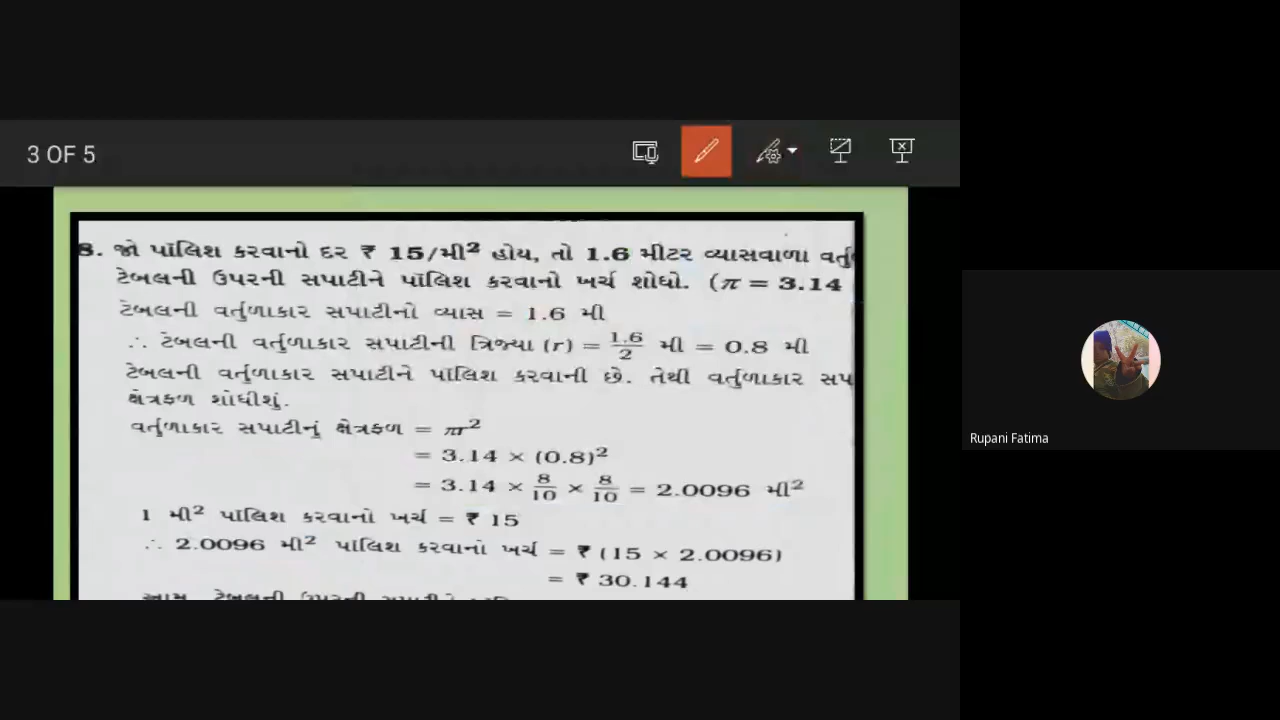 3 OF 5
8. જો પૉલિશ કરવાનો દર ₹ 15/મી² હોય, તો 1.6 મીટર વ્યાસવાળા
ટેબલની ઉપરની સપાટીને પૉલિશ કરવાનો ખર્ચ શોધો. (π = 3.14
ટેબલની વર્તુળાકાર સપાટીનો વ્યાસ = 1.6 મી
∴ ટેબલની વર્તુળાકાર સપાટીની ત્રિજ્યા (r) = 1.6/2 મી = 0.8 મી
ટેબલની વર્તુળાકાર સપાટીને પૉલિશ કરવાની છે. તેથી વર્તુળાકાર
ક્ષેત્રફળ શોધીશું.
વર્તુળાકાર સપાટીનું ક્ષેત્રફળ = πr²
= 3.14 × (0.8)²
= 3.14 × 8/10 × 8/10 = 2.0096 મી²
1 મી² પૉલિશ કરવાનો ખર્ચ = ₹ 15
∴ 2.0096 મી² પૉલિશ કરવાનો ખર્ચ = ₹ (15 × 2.0096)
= ₹ 30.144
Rupani Fatima